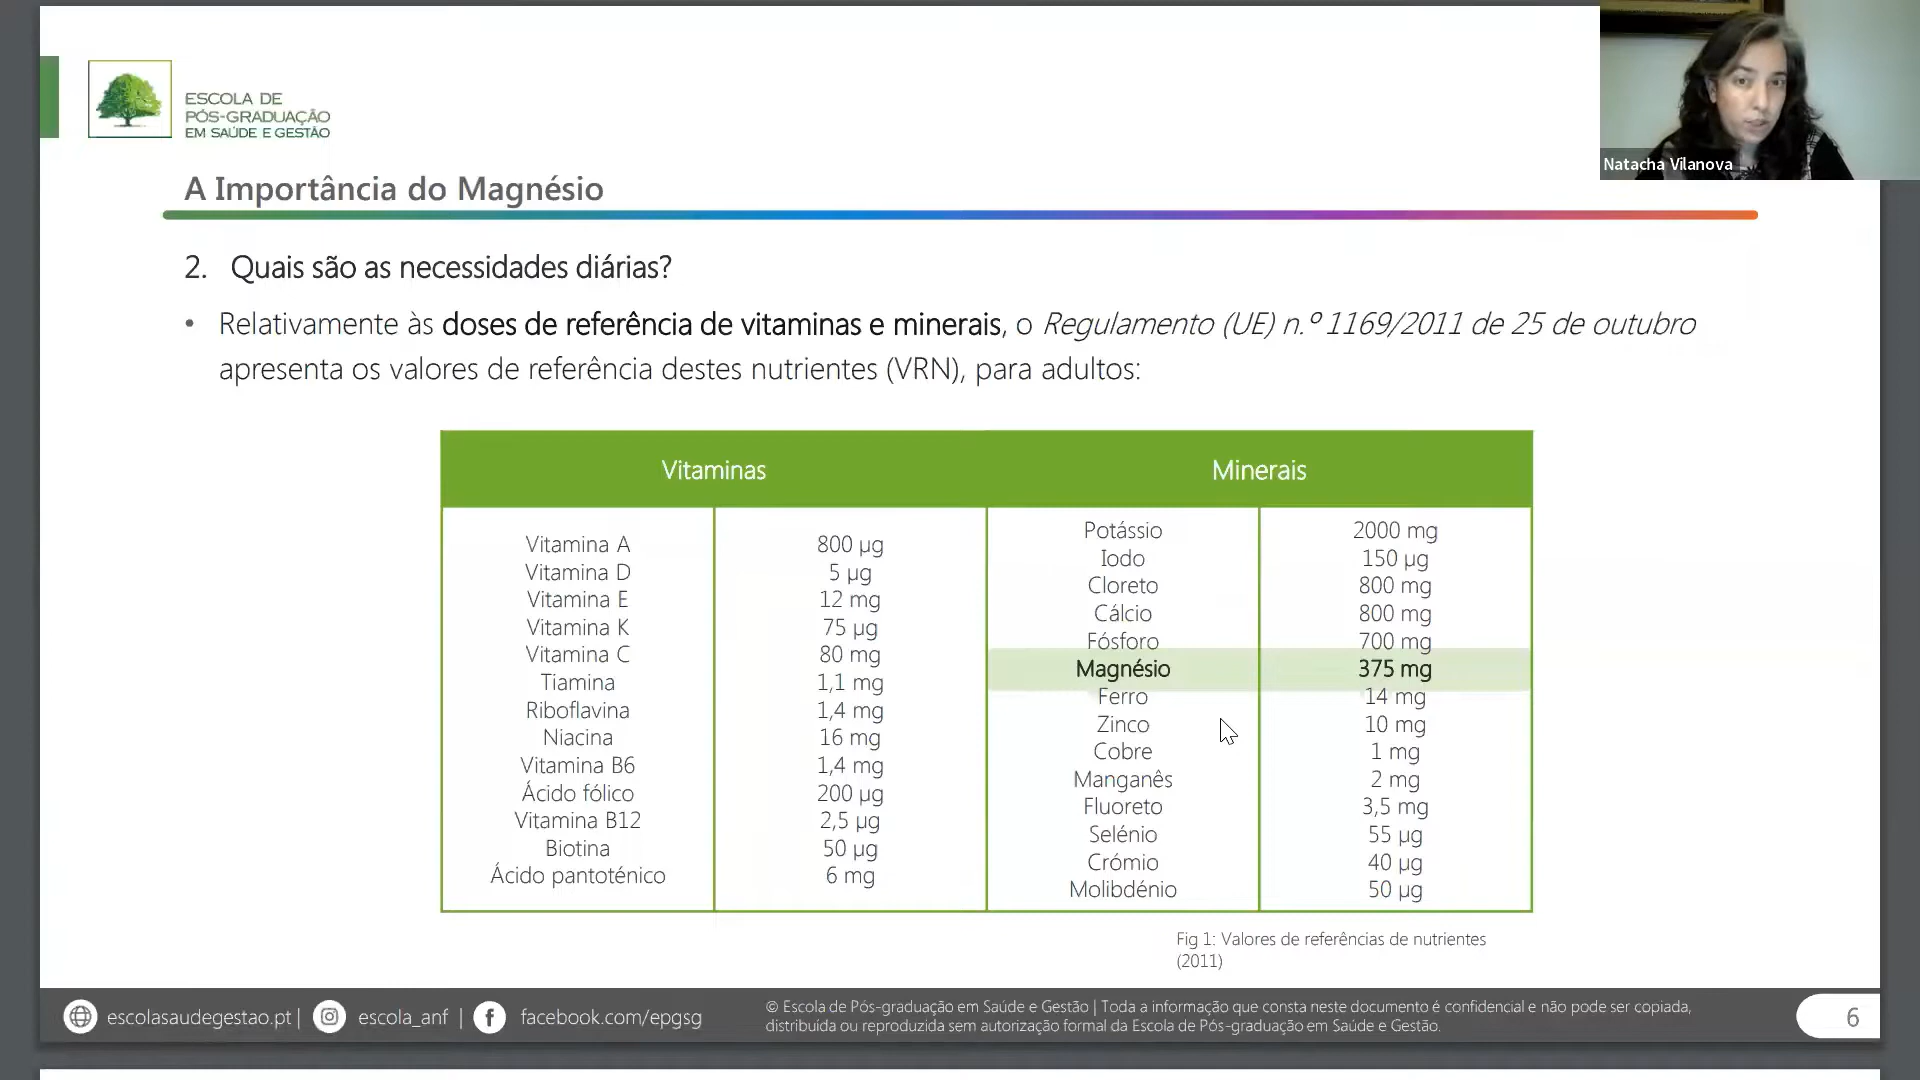 ESCOLA DE
PÓS-GRADUAÇÃO
EM SAÚDE E GESTÃO
Natacha Vilanova
A Importância do Magnésio
2. Quais são as necessidades diárias?
• Relativamente às doses de referência de vitaminas e minerais, o Regulamento (UE) n.º 1169/2011 de 25 de outubro
apresenta os valores de referência destes nutrientes (VRN), para adultos:
Vitaminas
Minerais
Vitamina A 800 µg
Vitamina D 5 µg
Vitamina E 12 mg
Vitamina K 75 µg
Vitamina C 80 mg
Tiamina 1,1 mg
Riboflavina 1,4 mg
Niacina 16 mg
Vitamina B6 1,4 mg
Ácido fólico 200 µg
Vitamina B12 2,5 µg
Biotina 50 µg
Ácido pantoténico 6 mg
Potássio 2000 mg
Iodo 150 µg
Cloreto 800 mg
Cálcio 800 mg
Fósforo 700 mg
Magnésio 375 mg
Ferro 14 mg
Zinco 10 mg
Cobre 1 mg
Manganês 2 mg
Fluoreto 3,5 mg
Selénio 55 µg
Crómio 40 µg
Molibdénio 50 µg
Fig 1: Valores de referências de nutrientes
(2011)
escolasaudegestao.pt | escola_anf | facebook.com/epgsg
© Escola de Pós-graduação em Saúde e Gestão | Toda a informação que consta neste documento é confidencial e não pode ser copiada,
distribuída ou reproduzida sem autorização formal da Escola de Pós-graduação em Saúde e Gestão.
6